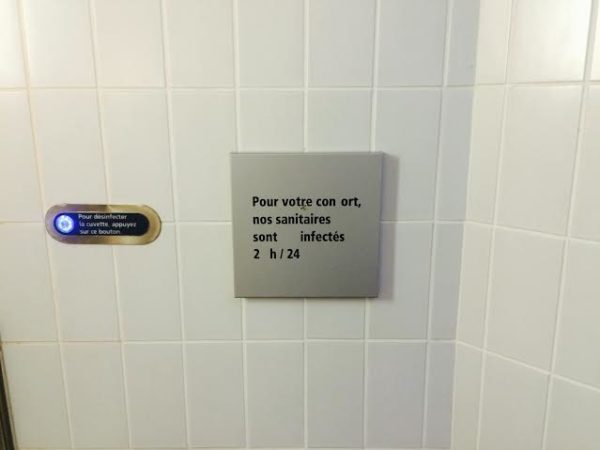 Pour désinfecter
la cuvette, appuyez
sur ce bouton.
Pour votre con ort,
nos sanitaires
sont infectés
2 h / 24